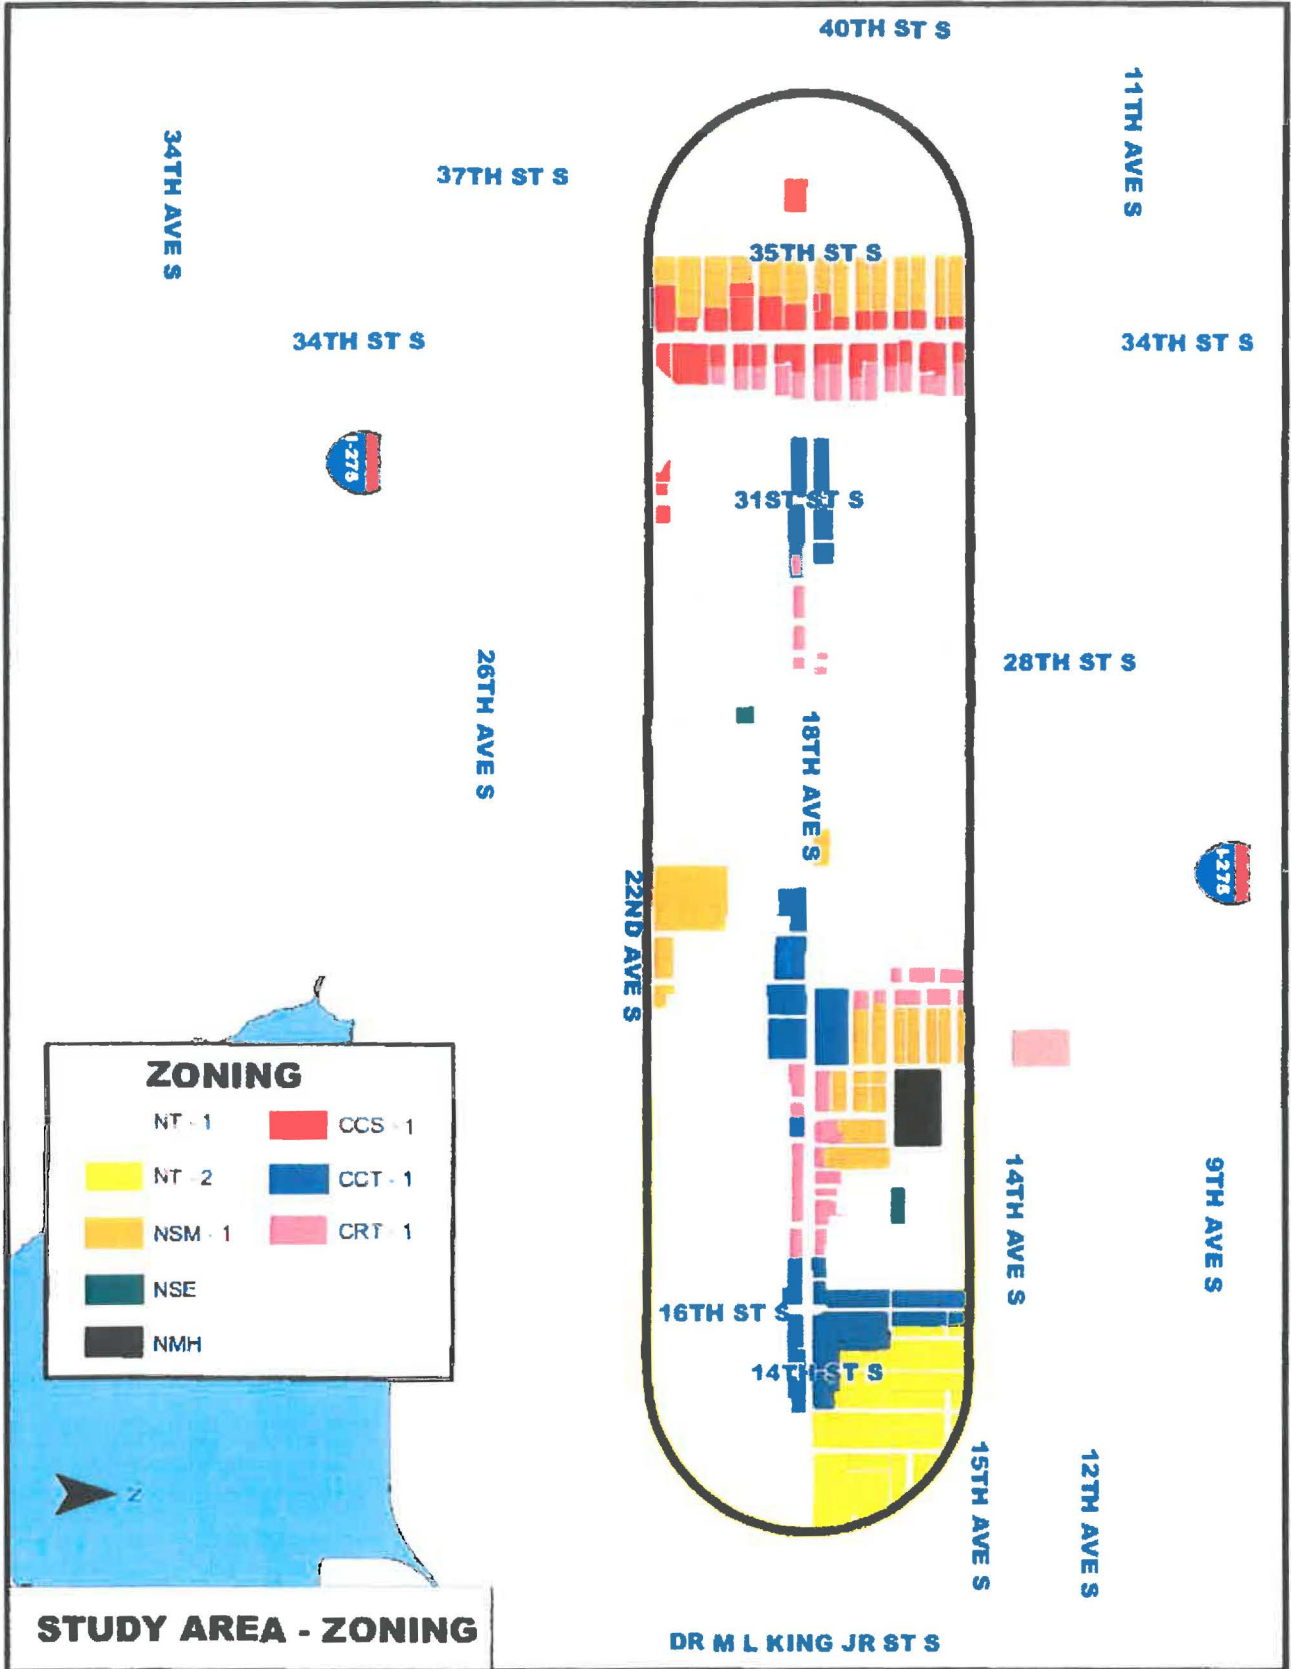 40TH ST S
11TH AVE S
34TH AVE S
37TH ST S
35TH ST S
34TH ST S
34TH ST S
I-275
31ST ST S
26TH AVE S
28TH ST S
18TH AVE S
I-275
22ND AVE S
ZONING
NT - 1
CCS - 1
NT - 2
CCT - 1
NSM - 1
CRT - 1
NSE
NMH
14TH AVE S
9TH AVE S
16TH ST S
14TH ST S
15TH AVE S
12TH AVE S
N
STUDY AREA - ZONING
DR M L KING JR ST S